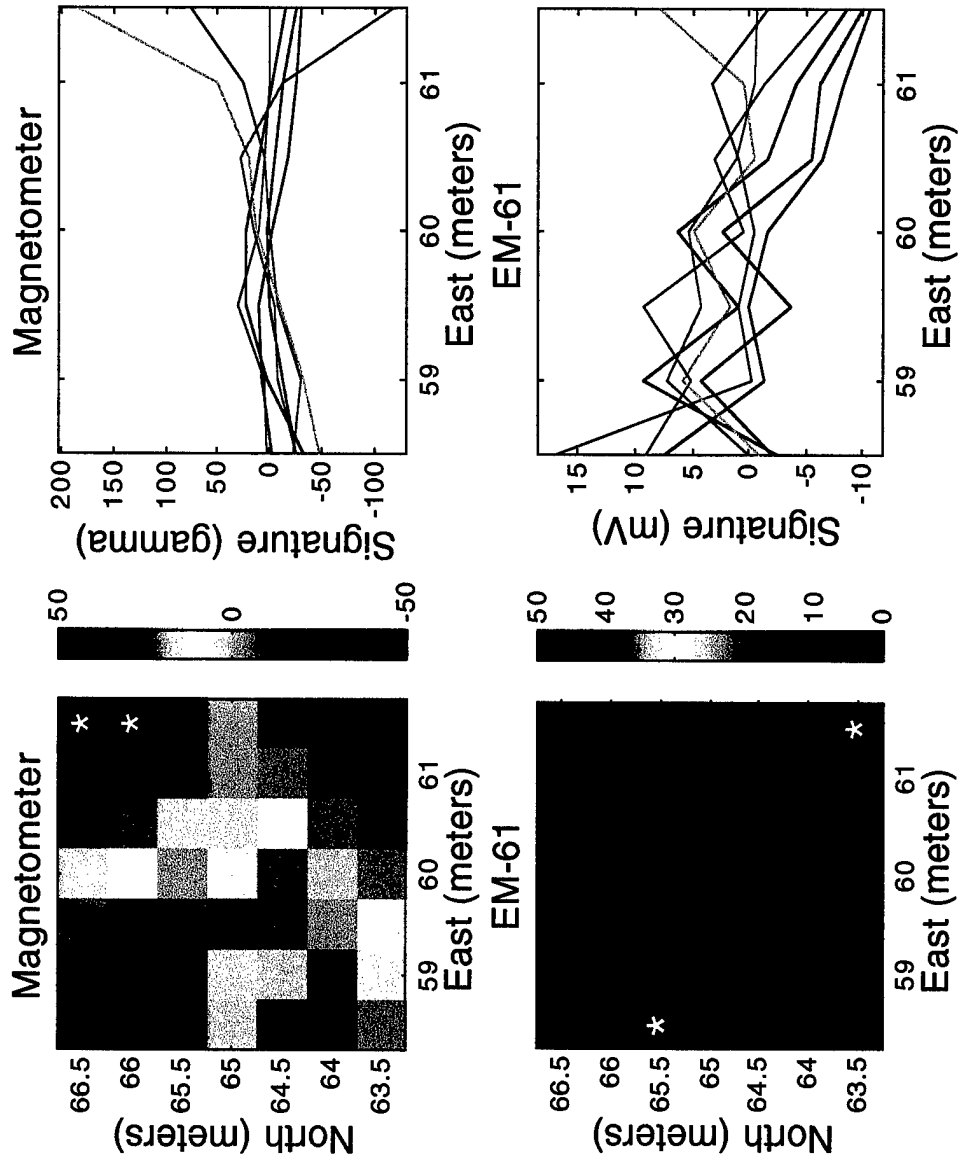 Magnetometer
66.5
66
65.5
65
64.5
64
63.5
North (meters)
59 60 61
East (meters)
* *
50
0
-50
Magnetometer
200
150
100
50
0
-50
-100
Signature (gamma)
59 60 61
East (meters)
EM-61
66.5
66
65.5
65
64.5
64
63.5
North (meters)
59 60 61
East (meters)
* *
50
40
30
20
10
0
EM-61
15
10
5
0
-5
-10
Signature (mV)
59 60 61
East (meters)